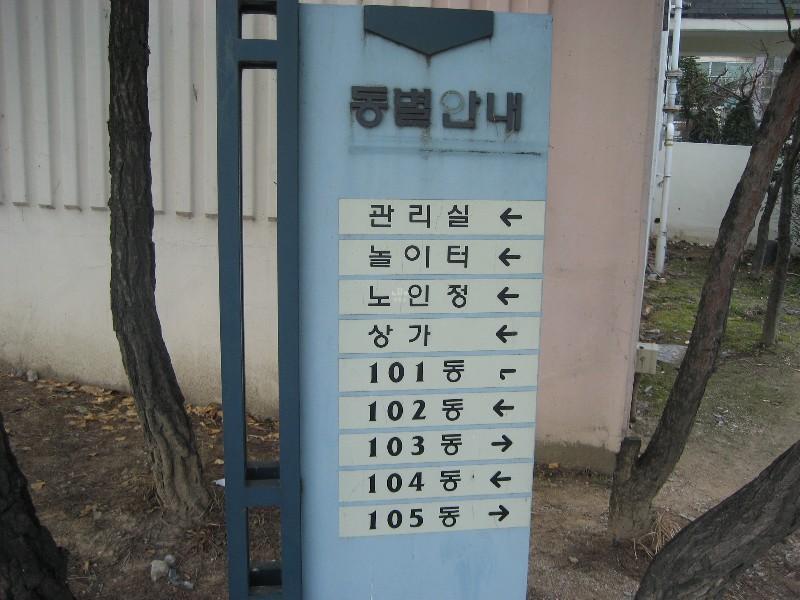 동별안내
관리실 ←
놀이터 ←
노인정 ←
상가 ←
101동
102동 ←
103동 →
104동 ←
105동 →